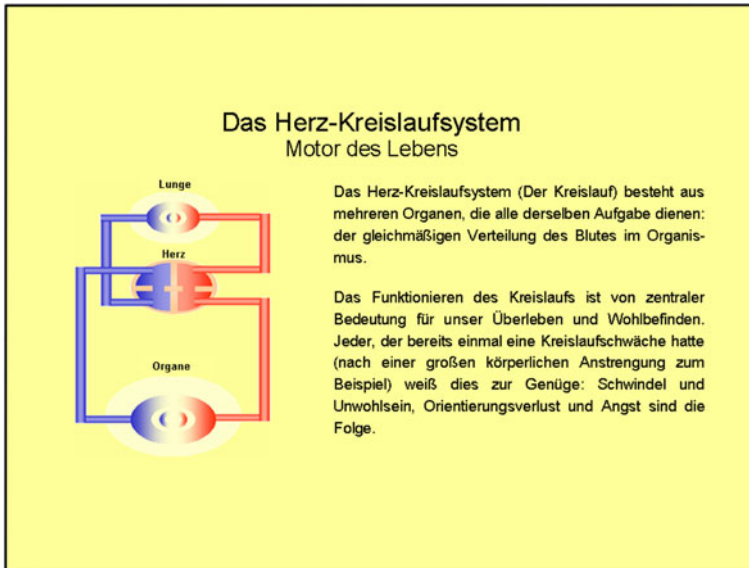 Das Herz-Kreislaufsystem
Motor des Lebens
Lunge
Herz
Organe
Das Herz-Kreislaufsystem (Der Kreislauf) besteht aus
mehreren Organen, die alle derselben Aufgabe dienen:
der gleichmäßigen Verteilung des Blutes im Organis-
mus.
Das Funktionieren des Kreislaufs ist von zentraler
Bedeutung für unser Überleben und Wohlbefinden.
Jeder, der bereits einmal eine Kreislaufschwäche hatte
(nach einer großen körperlichen Anstrengung zum
Beispiel) weiß dies zur Genüge: Schwindel und
Unwohlsein, Orientierungsverlust und Angst sind die
Folge.